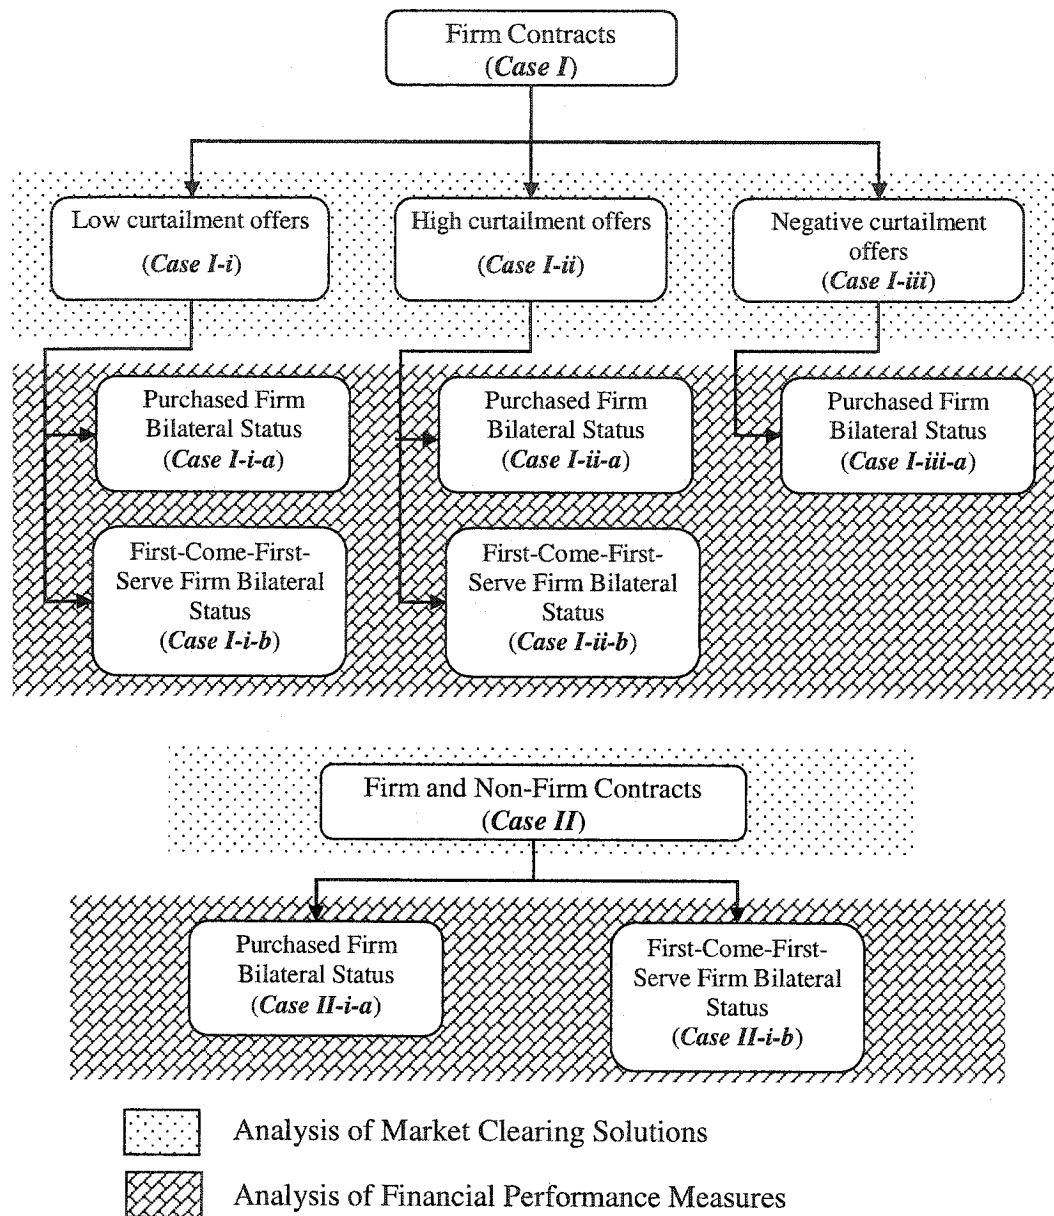 Firm Contracts
(Case I)
Low curtailment offers
(Case I-i)
High curtailment offers
(Case I-ii)
Negative curtailment
offers
(Case I-iii)
Purchased Firm
Bilateral Status
(Case I-i-a)
Purchased Firm
Bilateral Status
(Case I-ii-a)
Purchased Firm
Bilateral Status
(Case I-iii-a)
First-Come-First-
Serve Firm Bilateral
Status
(Case I-i-b)
First-Come-First-
Serve Firm Bilateral
Status
(Case I-ii-b)
Firm and Non-Firm Contracts
(Case II)
Purchased Firm
Bilateral Status
(Case II-i-a)
First-Come-First-
Serve Firm Bilateral
Status
(Case II-i-b)
Analysis of Market Clearing Solutions
Analysis of Financial Performance Measures